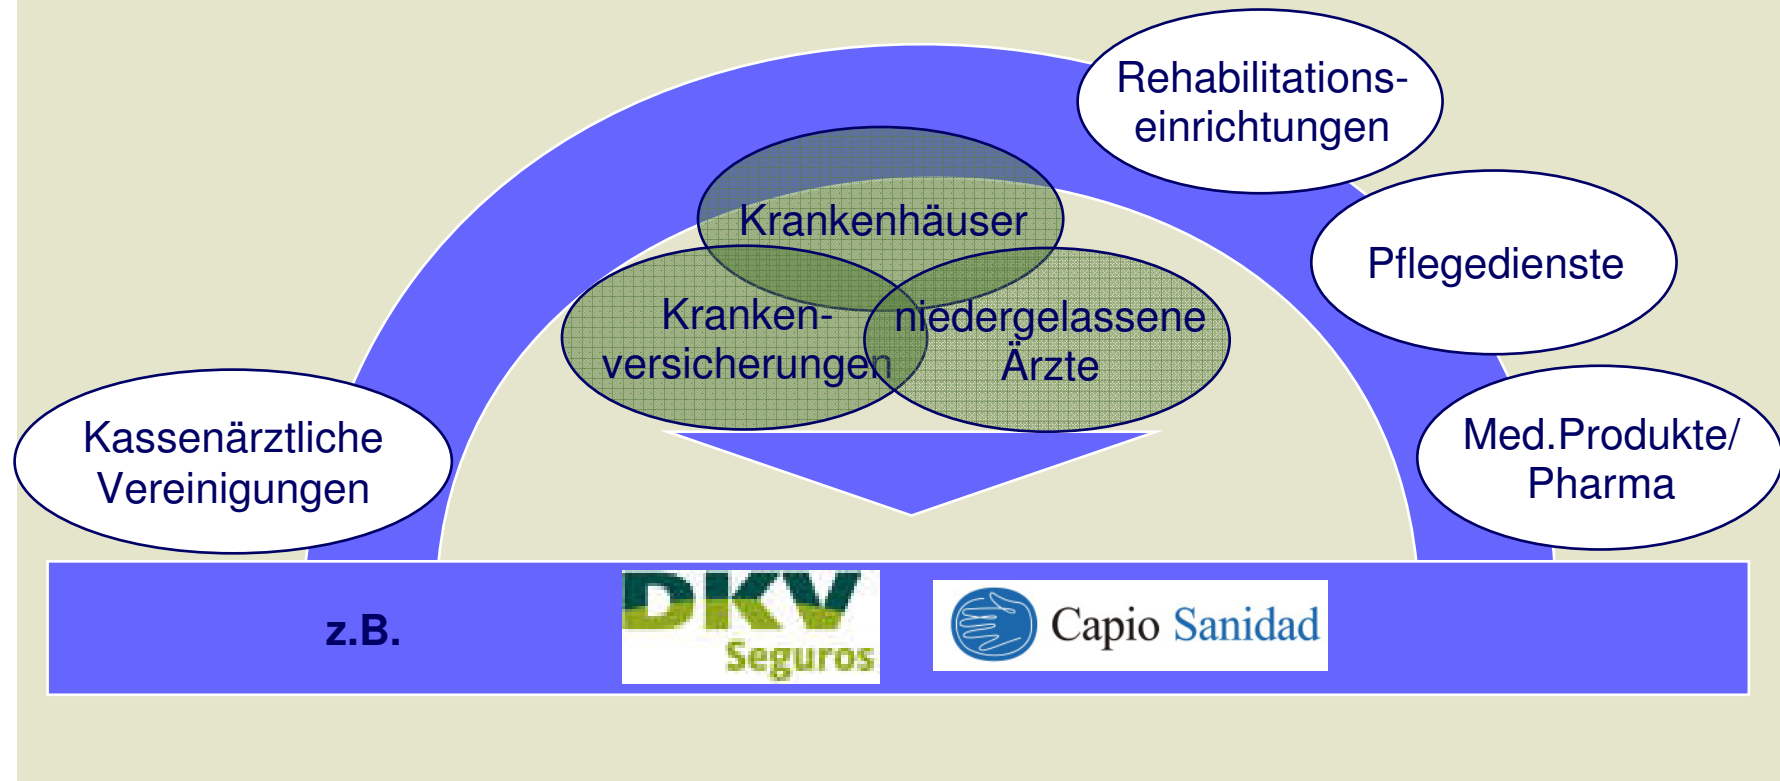 Rehabilitations-
einrichtungen
Krankenhäuser
Pflegedienste
Kranken-
versicherungen
niedergelassene
Ärzte
Kassenärztliche
Vereinigungen
Med.Produkte/
Pharma
z.B.
DKV
Seguros
Capio Sanidad